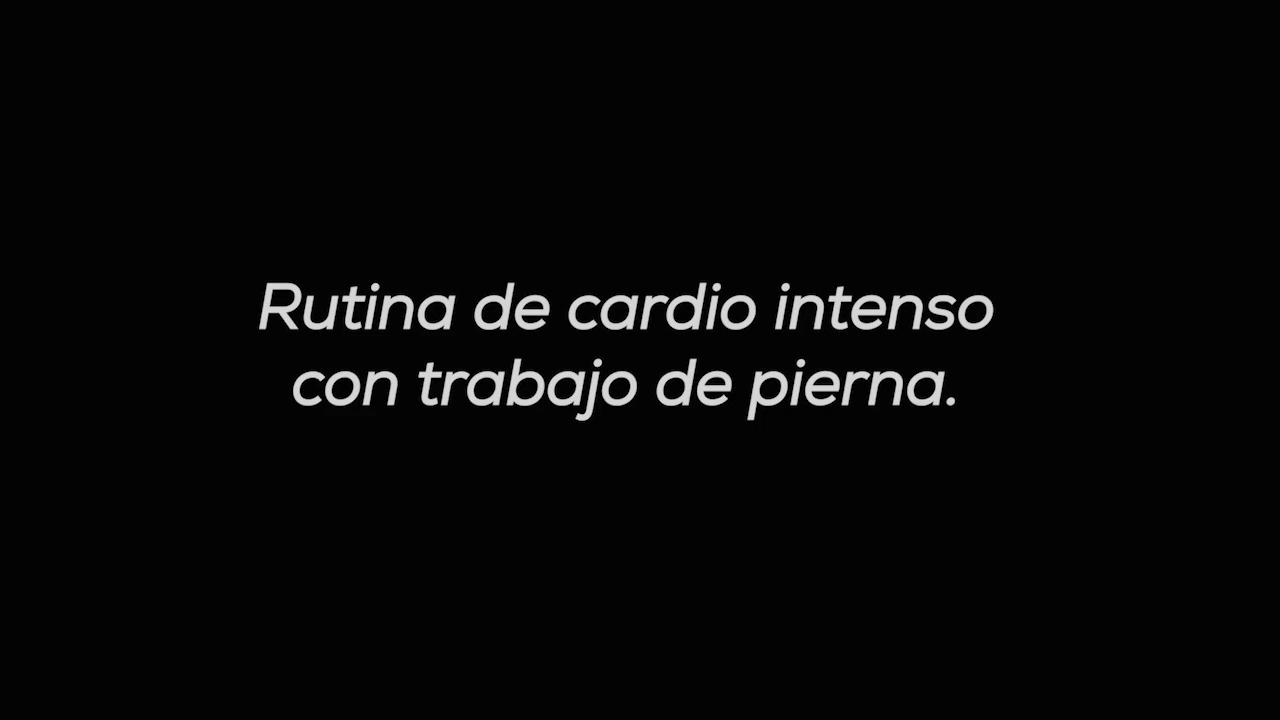 Rutina de cardio intenso
con trabajo de pierna.